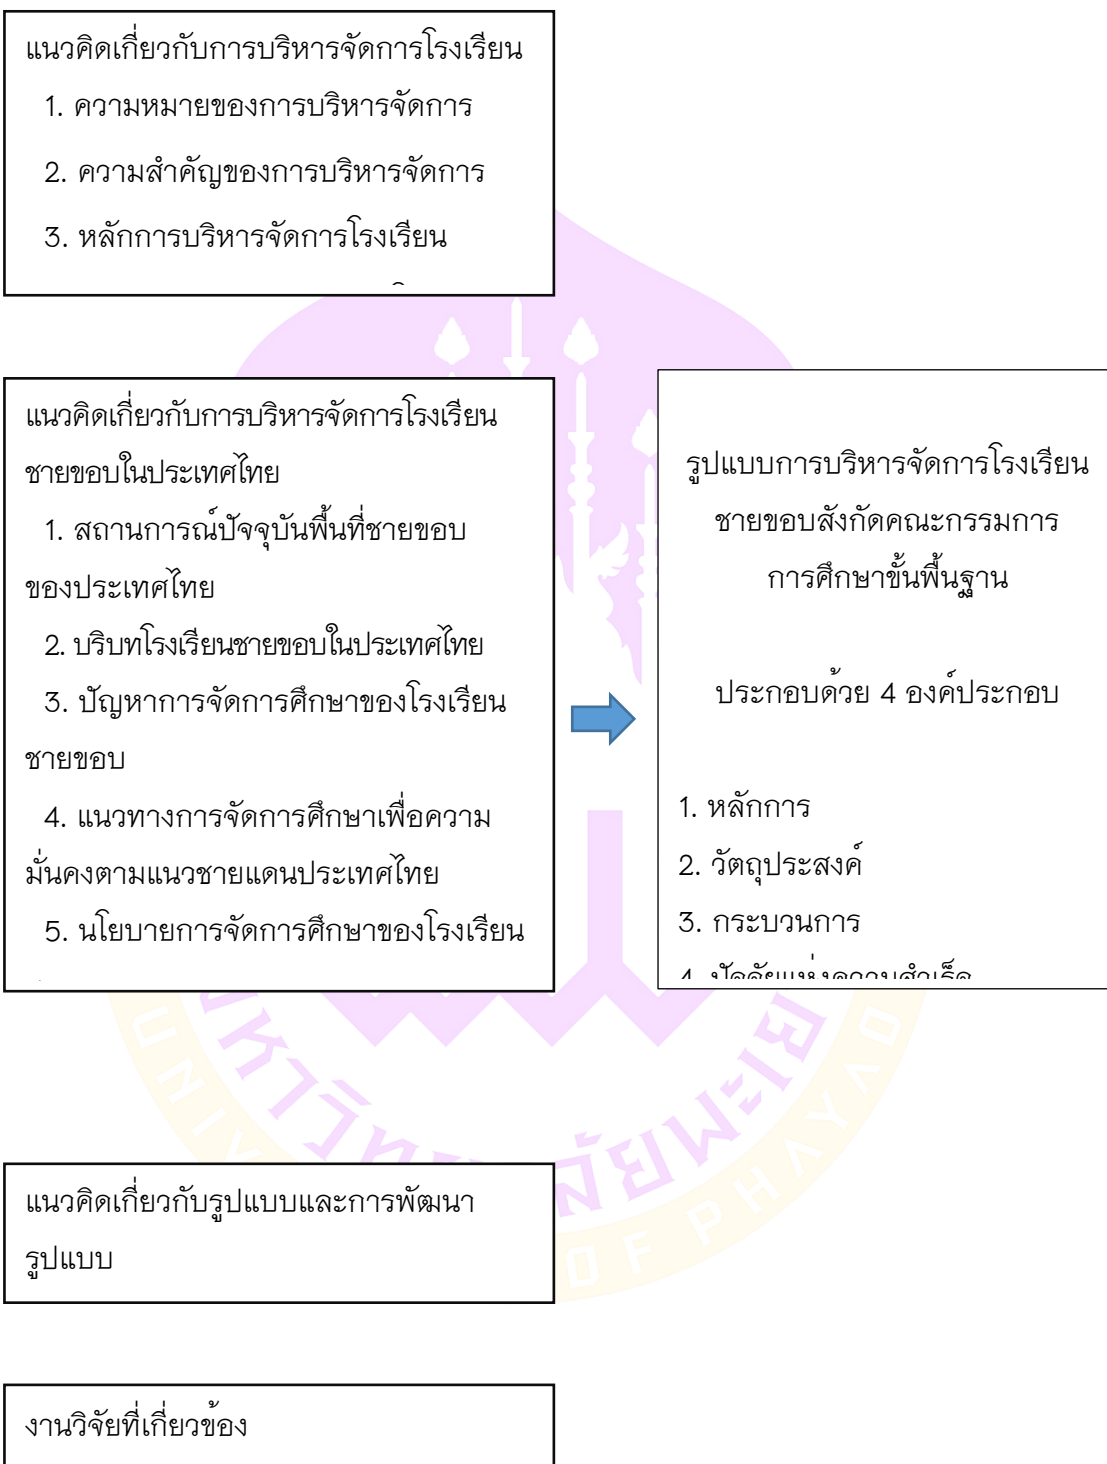 แนวคิดเกี่ยวกับการบริหารจัดการโรงเรียน
1. ความหมายของการบริหารจัดการ
2. ความสำคัญของการบริหารจัดการ
3. หลักการบริหารจัดการโรงเรียน
แนวคิดเกี่ยวกับการบริหารจัดการโรงเรียน
ชายขอบในประเทศไทย
1. สถานการณ์ปัจจุบันพื้นที่ชายขอบ
ของประเทศไทย
2. บริบทโรงเรียนชายขอบในประเทศไทย
3. ปัญหาการจัดการศึกษาของโรงเรียน
ชายขอบ
4. แนวทางการจัดการศึกษาเพื่อความ
มั่นคงตามแนวชายแดนประเทศไทย
5. นโยบายการจัดการศึกษาของโรงเรียน
รูปแบบการบริหารจัดการโรงเรียน
ชายขอบสังกัดคณะกรรมการ
การศึกษาขั้นพื้นฐาน
ประกอบด้วย 4 องค์ประกอบ
1. หลักการ
2. วัตถุประสงค์
3. กระบวนการ
4. ปัจจัยแห่งความสำเร็จ
แนวคิดเกี่ยวกับรูปแบบและการพัฒนา
รูปแบบ
งานวิจัยที่เกี่ยวข้อง
OF PHAYAO